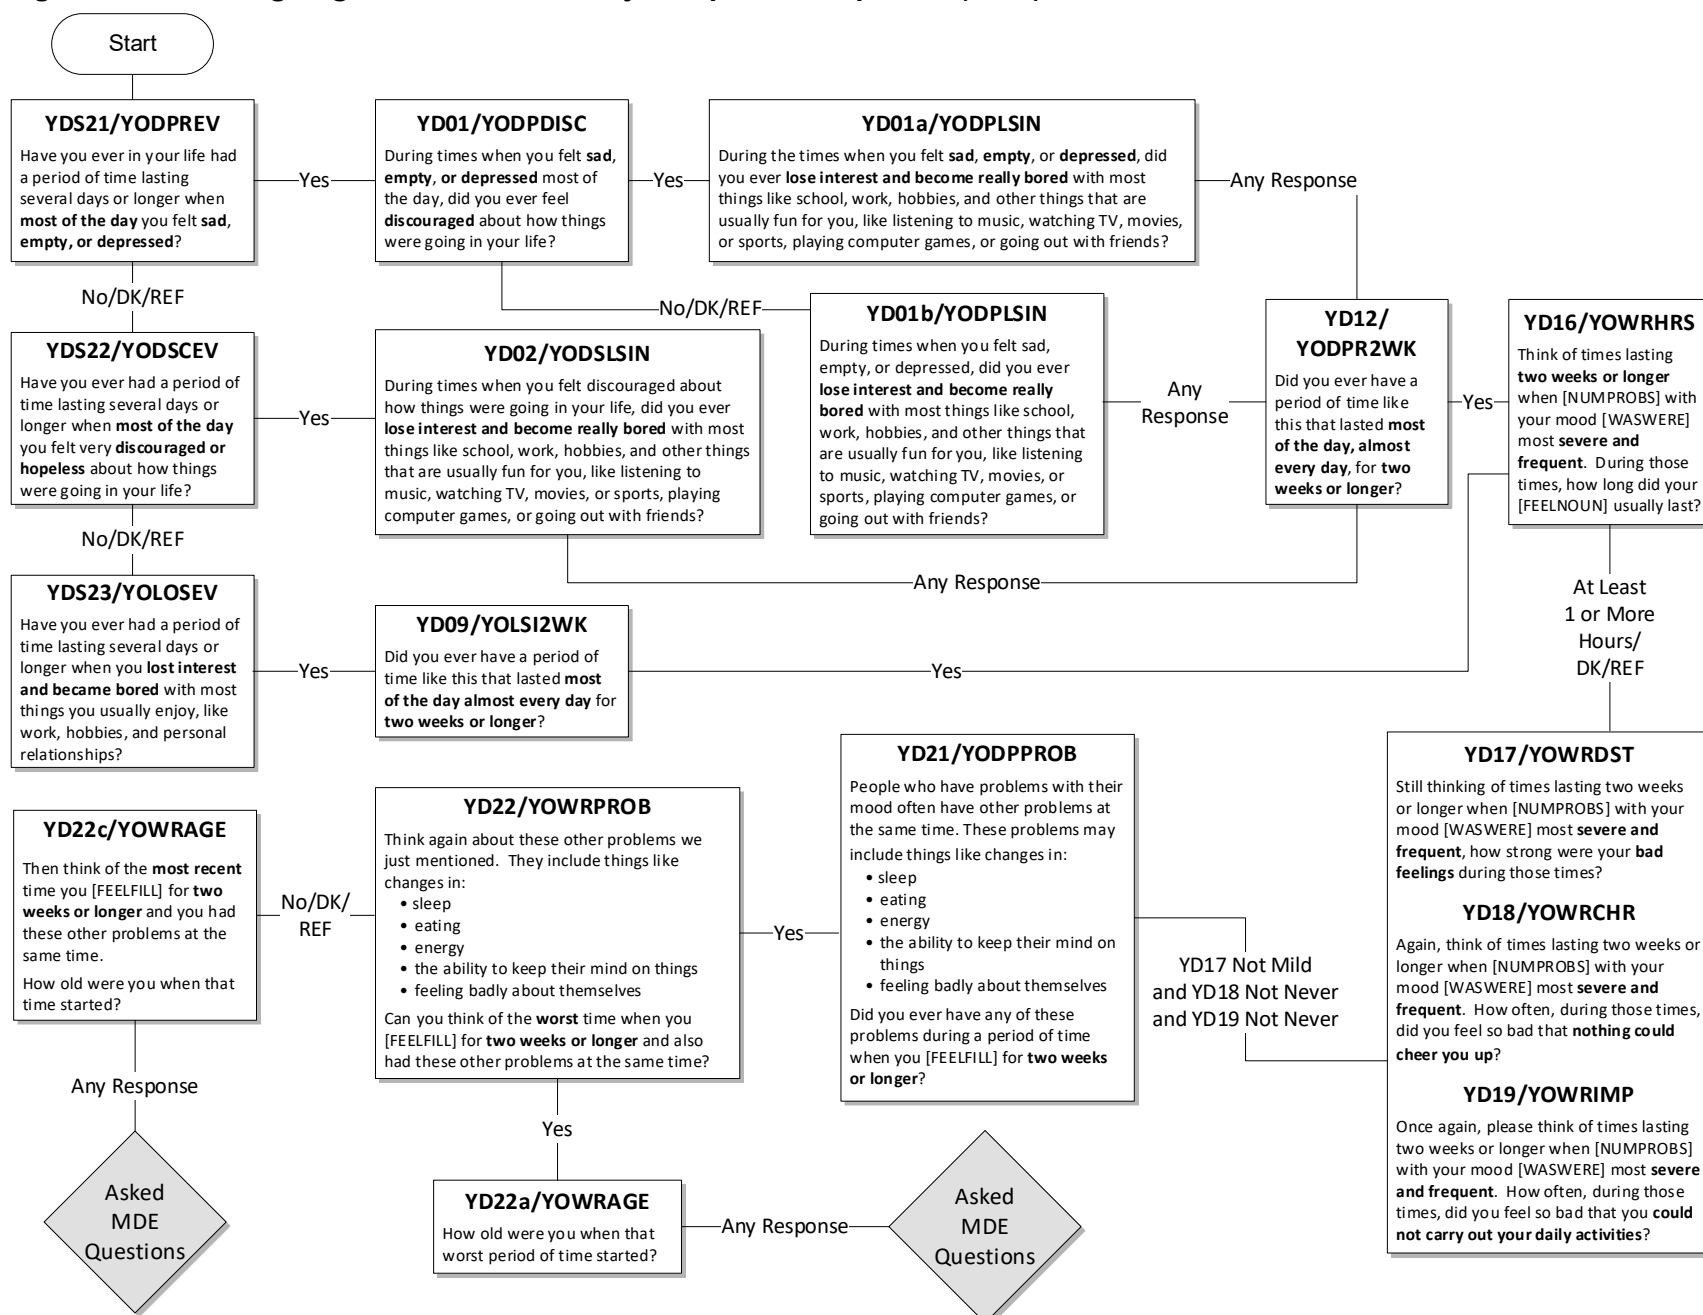 Start
YDS21/YODPREV
Have you ever in your life had
a period of time lasting
several days or longer when
most of the day you felt sad,
empty, or depressed?
Yes
YD01/YODPDISC
During times when you felt sad,
empty, or depressed most of
the day, did you ever feel
discouraged about how things
were going in your life?
Yes
YD01a/YODPLSIN
During the times when you felt sad, empty, or depressed, did
you ever lose interest and become really bored with most
things like school, work, hobbies, and other things that are
usually fun for you, like listening to music, watching TV, movies,
or sports, playing computer games, or going out with friends?
Any Response
No/DK/REF
No/DK/REF
YDS22/YODSCEV
Have you ever had a period of
time lasting several days or
longer when most of the day
you felt very discouraged or
hopeless about how things
were going in your life?
Yes
YD02/YODSLSIN
During times when you felt discouraged about
how things were going in your life, did you ever
lose interest and become really bored with most
things like school, work, hobbies, and other things
that are usually fun for you, like listening to
music, watching TV, movies, or sports, playing
computer games, or going out with friends?
YD01b/YODPLSIN
During times when you felt sad,
empty, or depressed, did you ever
lose interest and become really
bored with most things like school,
work, hobbies, and other things that
are usually fun for you, like listening
to music, watching TV, movies, or
sports, playing computer games, or
going out with friends?
Any
Response
YD12/
YODPR2WK
Did you ever have a
period of time like
this that lasted most
of the day, almost
every day, for two
weeks or longer?
Yes
YD16/YOWRHRS
Think of times lasting
two weeks or longer
when [NUMPROBS] with
your mood [WASWERE]
most severe and
frequent. During those
times, how long did your
[FEELNOUN] usually last?
No/DK/REF
Any Response
At Least
1 or More
Hours/
DK/REF
YDS23/YOLOSEV
Have you ever had a period of
time lasting several days or
longer when you lost interest
and became bored with most
things you usually enjoy, like
work, hobbies, and personal
relationships?
Yes
YD09/YOLSI2WK
Did you ever have a period of
time like this that lasted most
of the day almost every day for
two weeks or longer?
Yes
YD17/YOWRDST
Still thinking of times lasting two weeks
or longer when [NUMPROBS] with your
mood [WASWERE] most severe and
frequent, how strong were your bad
feelings during those times?
YD18/YOWRCHR
Again, think of times lasting two weeks or
longer when [NUMPROBS] with your
mood [WASWERE] most severe and
frequent. How often, during those times,
did you feel so bad that nothing could
cheer you up?
YD19/YOWRIMP
Once again, please think of times lasting
two weeks or longer when [NUMPROBS]
with your mood [WASWERE] most severe
and frequent. How often, during those
times, did you feel so bad that you could
not carry out your daily activities?
YD17 Not Mild
and YD18 Not Never
and YD19 Not Never
YD21/YODPPROB
People who have problems with their
mood often have other problems at
the same time. These problems may
include things like changes in:
• sleep
• eating
• energy
• the ability to keep their mind on
things
• feeling badly about themselves
Did you ever have any of these
problems during a period of time
when you [FEELFILL] for two weeks
or longer?
Yes
YD22/YOWRPROB
Think again about these other problems we
just mentioned. They include things like
changes in:
• sleep
• eating
• energy
• the ability to keep their mind on things
• feeling badly about themselves
Can you think of the worst time when you
[FEELFILL] for two weeks or longer and also
had these other problems at the same time?
No/DK/
REF
YD22c/YOWRAGE
Then think of the most recent
time you [FEELFILL] for two
weeks or longer and you had
these other problems at the
same time.
How old were you when that
time started?
Any Response
Asked
MDE
Questions
Yes
YD22a/YOWRAGE
How old were you when that
worst period of time started?
Any Response
Asked
MDE
Questions